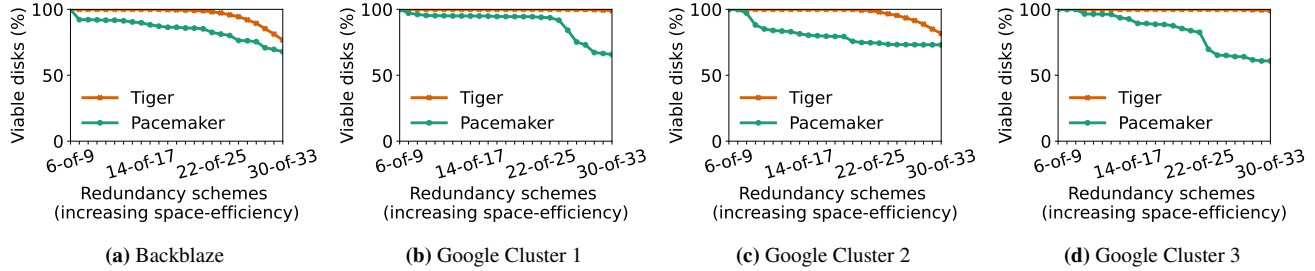 Viable disks (%)
100
50
0
Tiger
Pacemaker
6-of-9
14-of-17
22-of-25
30-of-33
Redundancy schemes
(increasing space-efficiency)
(a) Backblaze
Viable disks (%)
100
50
0
Tiger
Pacemaker
6-of-9
14-of-17
22-of-25
30-of-33
Redundancy schemes
(increasing space-efficiency)
(b) Google Cluster 1
Viable disks (%)
100
50
0
Tiger
Pacemaker
6-of-9
14-of-17
22-of-25
30-of-33
Redundancy schemes
(increasing space-efficiency)
(c) Google Cluster 2
Viable disks (%)
100
50
0
Tiger
Pacemaker
6-of-9
14-of-17
22-of-25
30-of-33
Redundancy schemes
(increasing space-efficiency)
(d) Google Cluster 3